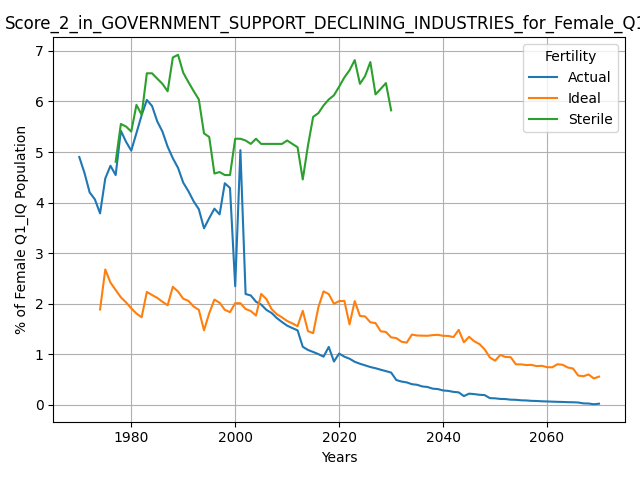 Score_2_in_GOVERNMENT_SUPPORT_DECLINING_INDUSTRIES_for_Female_Q1
Fertility
Actual
Ideal
Sterile
% of Female Q1_IQ Population
7
6
5
4
3
2
1
0
1980 2000 2020 2040 2060
Years